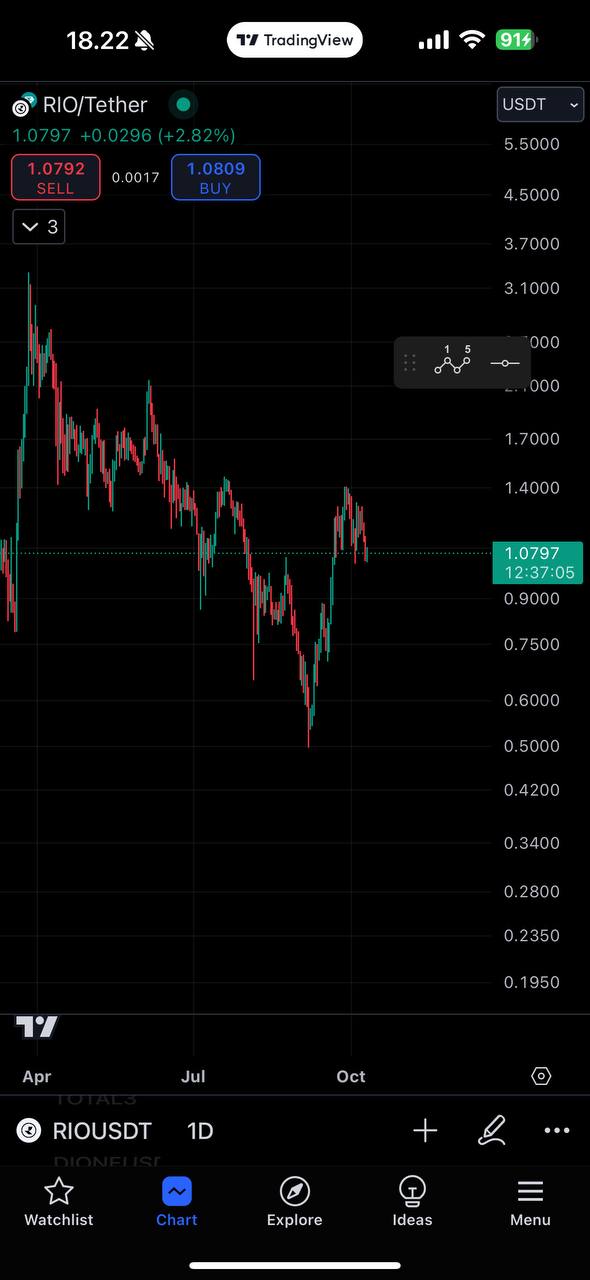 18.22
TradingView
91
RIO/Tether
USDT
1.0797 +0.0296 (+2.82%)
1.0792
SELL
0.0017
1.0809
BUY
3
5.5000
4.5000
3.7000
3.1000
1 5
1.7000
1.4000
1.0797
12:37:05
0.9000
0.7500
0.6000
0.5000
0.4200
0.3400
0.2800
0.2350
0.1950
Apr Jul Oct
TOTAL3
RIOUSDT 1D
Watchlist Chart Explore Ideas Menu